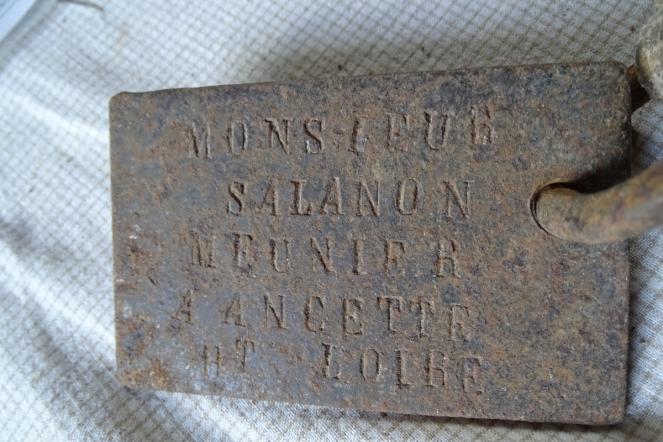 MONSIEUR
SALANON
MEUNIER
A ANCETTE
HT LOIRE